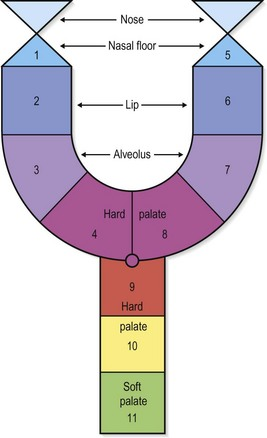 Nose
Nasal floor
1
5
2
Lip
6
Alveolus
3
7
Hard palate
4
8
9
Hard
palate
10
Soft
palate
11